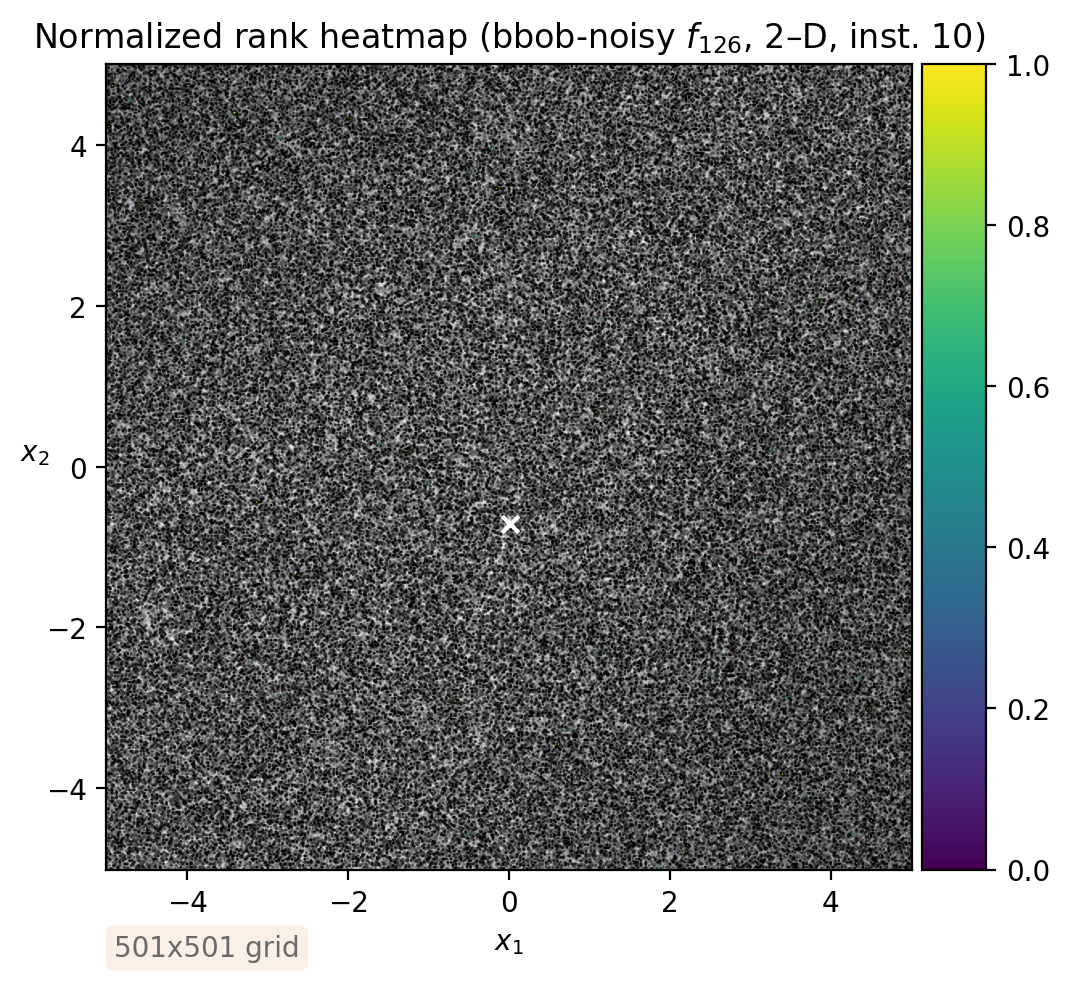 Normalized rank heatmap (bbob-noisy f₁₂₆, 2–D, inst. 10)
1.0
4
0.8
2
0.6
x₂
0
0.4
−2
0.2
−4
0.0
−4 −2 0 2 4
501x501 grid
x₁